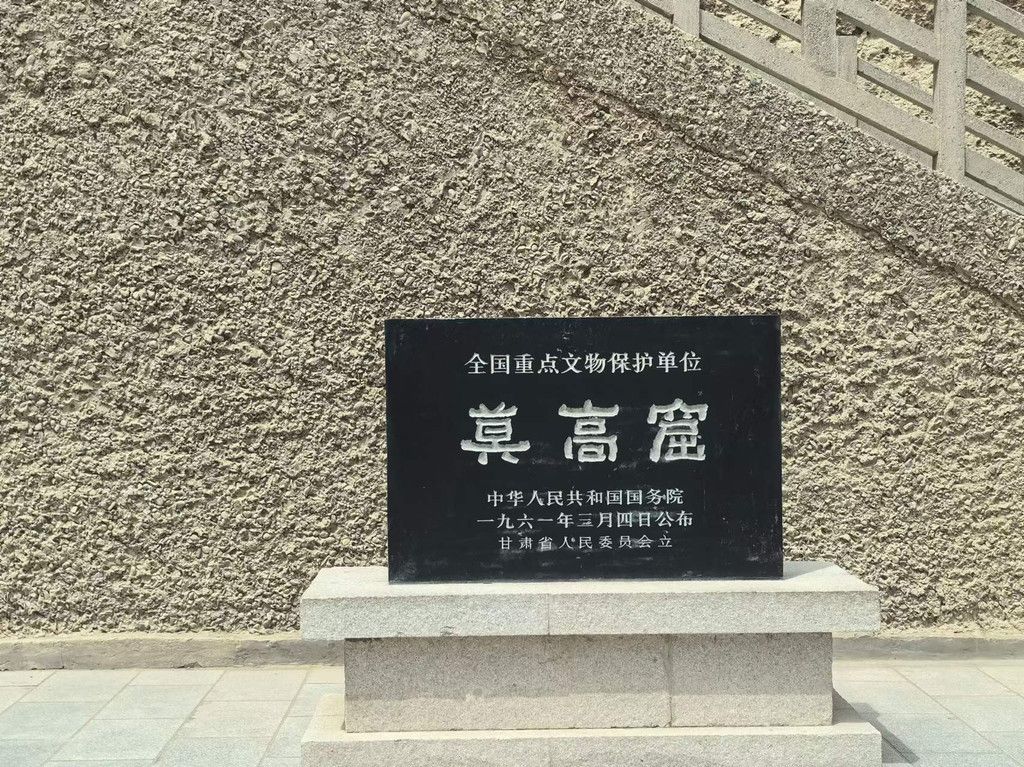 全国重点文物保护单位
莫高窟
中华人民共和国国务院
一九六一年三月四日公布
甘肃省人民委员会立